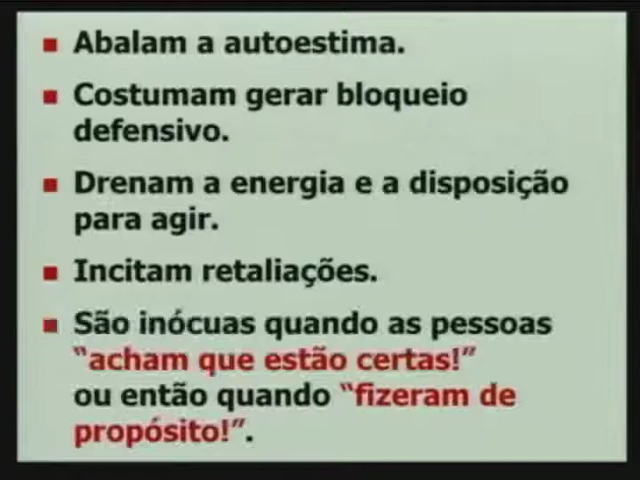 Abalam a autoestima.
Costumam gerar bloqueio
defensivo.
Drenam a energia e a disposição
para agir.
Incitam retaliações.
São inócuas quando as pessoas
“acham que estão certas!”
ou então quando “fizeram de
propósito!”.